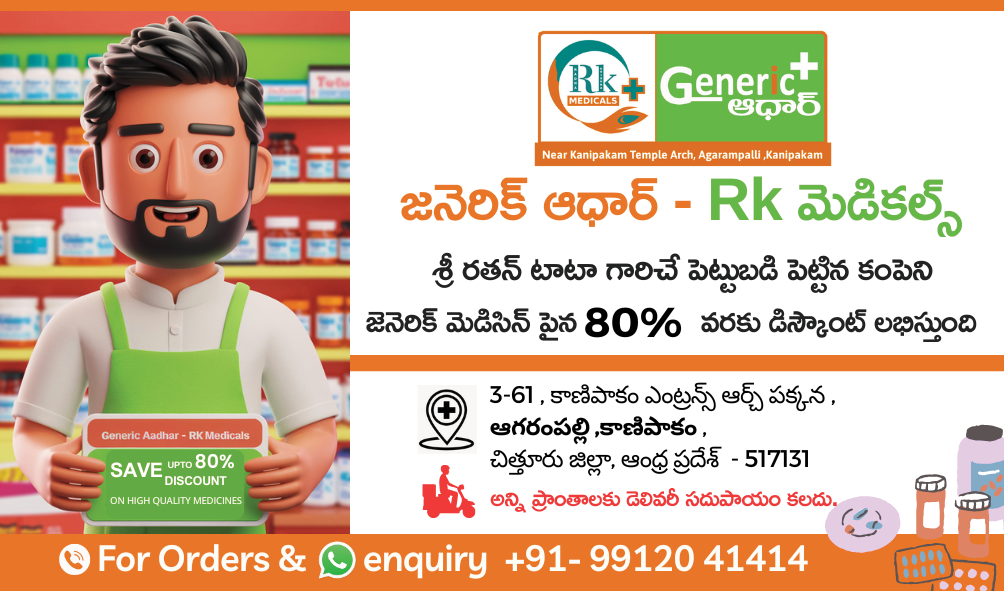 Rk
MEDICALS
Generic
ఆధార్
Near Kanipakam Temple Arch, Agarampalli ,Kanipakam
జనెరిక్ ఆధార్ - Rk మెడికల్స్
శ్రీ రతన్ టాటా గారిచే పెట్టుబడి పెట్టిన కంపెని
జెనెరిక్ మెడిసిన్ పైన 80% వరకు డిస్కౌంట్ లభిస్తుంది
3-61 , కాణిపాకం ఎంట్రన్స్ ఆర్చ్ పక్కన ,
ఆగరంపల్లి ,కాణిపాకం ,
చిత్తూరు జిల్లా, ఆంధ్ర ప్రదేశ్ - 517131
అన్ని ప్రాంతాలకు డెలివరీ సదుపాయం కలదు.
Generic Aadhar - RK Medicals
SAVE UPTO 80%
DISCOUNT
ON HIGH QUALITY MEDICINES
For Orders & enquiry +91- 99120 41414